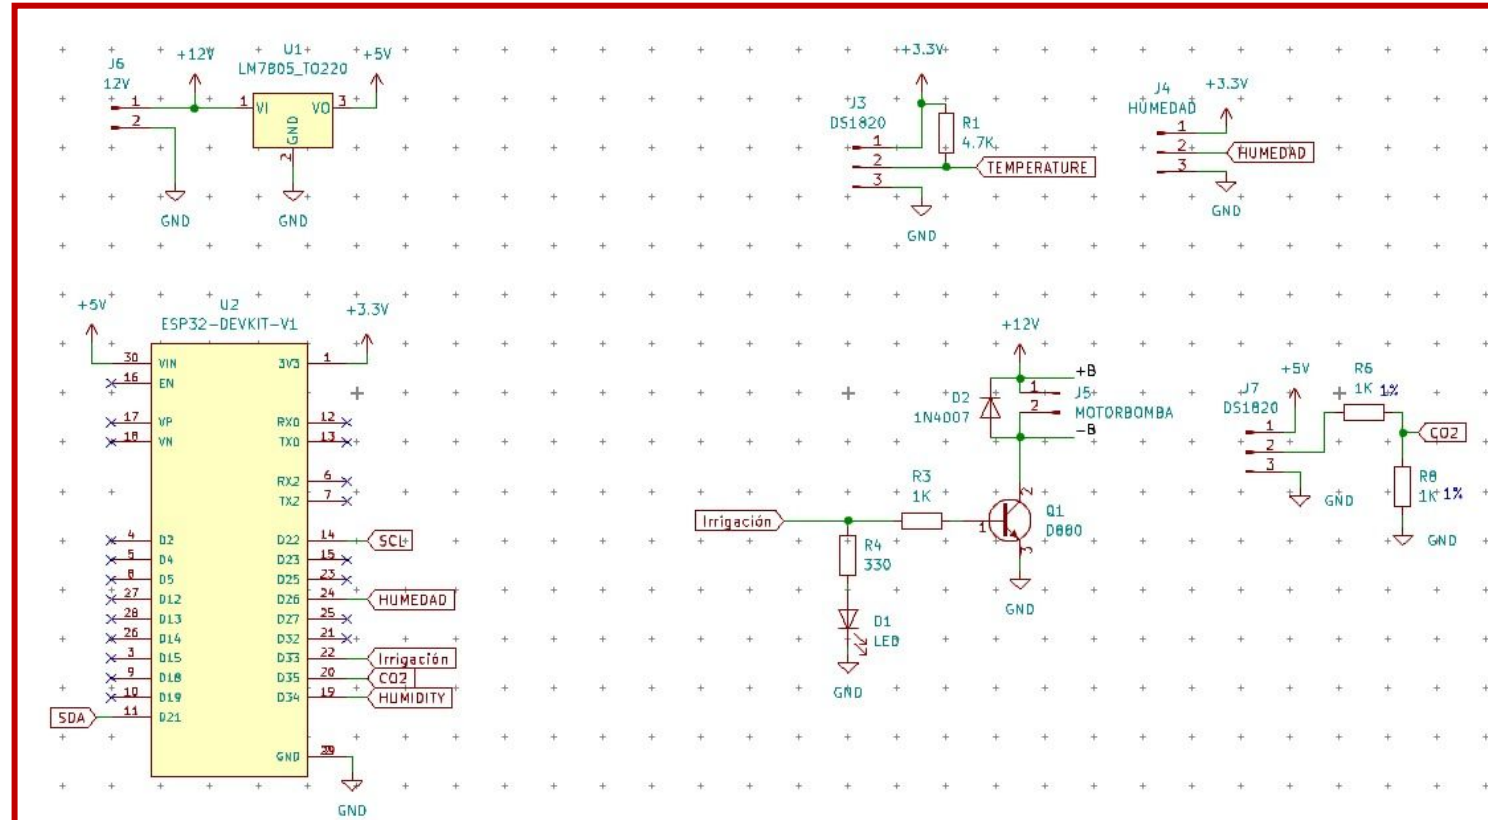 J6
12V
1
2
+12V
GND
U1
LM7805_TO220
1
VI
VO
3
GND
2
+5V
GND
+3.3V
J3
DS1820
1
2
3
R1
4.7K
TEMPERATURE
GND
J4
HUMEDAD
+3.3V
1
2
3
HUMEDAD
GND
+5V
U2
ESP32-DEVKIT-V1
+3.3V
30 VIN 3V3 1
16 EN
17 VP RX0 12
18 VN TX0 13
RX2 6
TX2 7
4 D2 D22 14 SCL
5 D4 D23 15
8 D5 D25 23
27 D12 D26 24 HUMEDAD
28 D13 D27 25
26 D14 D32 21
3 D15 D33 22 Irrigación
9 D18 D35 20 CO2
10 D19 D34 19 HUMIDITY
SDA 11 D21
GND
GND
+12V
+B
1
2
J5
MOTORBOMBA
-B
D2
1N4007
R3
1K
Irrigación
R4
330
D1
LED
GND
1
2
3
Q1
D880
GND
J7
DS1820
+5V
1
2
3
GND
R6
1K 1%
CO2
R8
1K 1%
GND